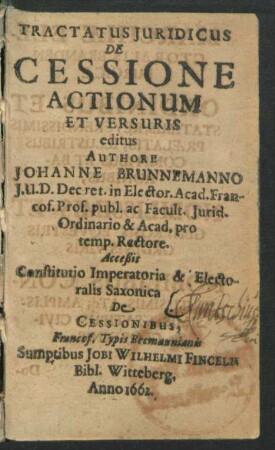 TRACTATUS JURIDICUS
DE
CESSIONE
ACTIONUM
ET VERSURIS
editus
AUTHORE
JOHANNE BRUNNEMANNO
J.U.D. Decret. in Elector. Acad. Fran-
cof. Prof. publ. ac Facult. Jurid.
Ordinario & Acad. pro
temp. Rectore.
Acceßit
Constitutio Imperatoria & Electo-
ralis Saxonica
De
CESSIONIBUS,
Francof. Typis Becmannianis
Sumptibus JOBI WILHELMI FINCELII
Bibl. Witteberg,
Anno 1662.